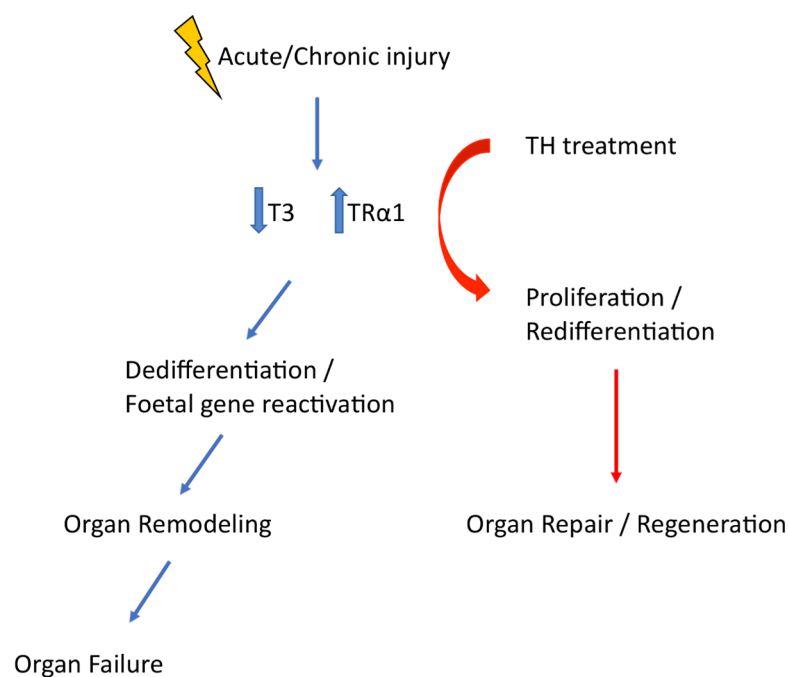 Acute/Chronic injury
TH treatment
T3
TRα1
Proliferation /
Redifferentiation
Dedifferentiation /
Foetal gene reactivation
Organ Remodeling
Organ Repair / Regeneration
Organ Failure